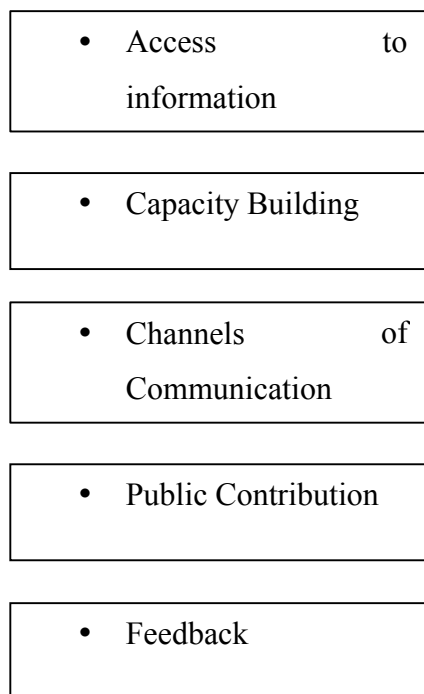 • Access to
information
• Capacity Building
• Channels of
Communication
• Public Contribution
• Feedback